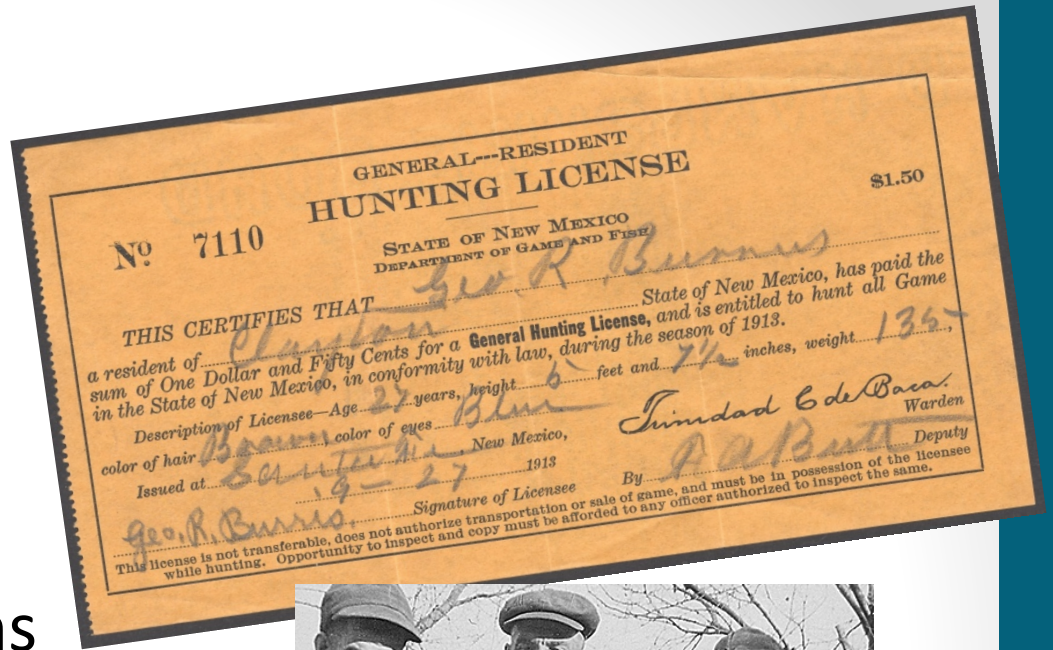 GENERAL---RESIDENT
HUNTING LICENSE
$1.50
No 7110
STATE OF NEW MEXICO
DEPARTMENT OF GAME AND FISH
THIS CERTIFIES THAT Geo. R. Burrus
a resident of Clayton State of New Mexico, has paid the
sum of One Dollar and Fifty Cents for a General Hunting License, and is entitled to hunt all Game
in the State of New Mexico, in conformity with law, during the season of 1913.
Description of Licensee—Age 27 years, height 5 feet and 7½ inches, weight 135,
color of hair Brown color of eyes Blue
Trinidad C de Baca.
Warden
Issued at Santa Fe New Mexico,
9 - 27 1913
By Deputy
Geo. R. Burris. Signature of Licensee
This license is not transferable, does not authorize transportation or sale of game, and must be in possession of the licensee
while hunting. Opportunity to inspect and copy must be afforded to any officer authorized to inspect the same.